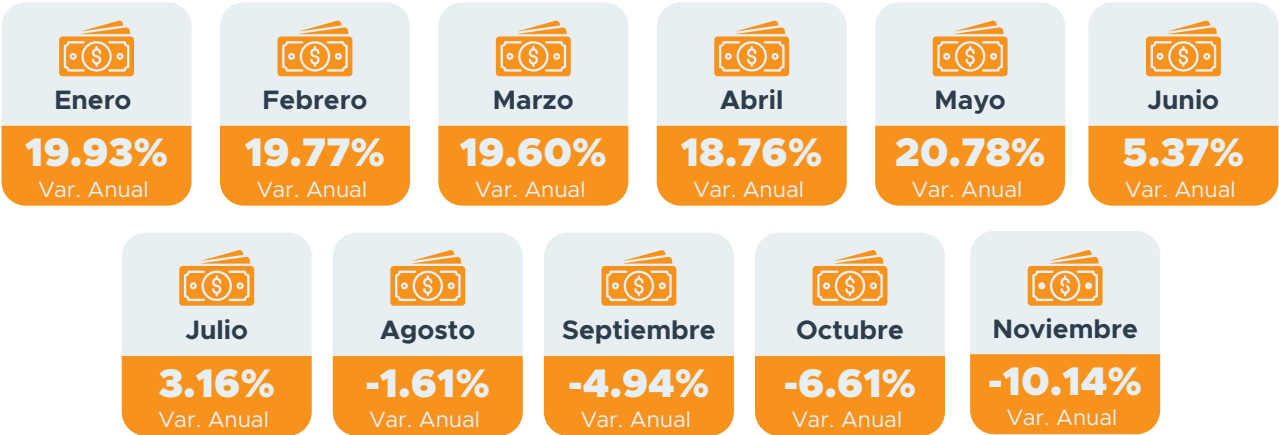 Enero
19.93%
Var. Anual
Febrero
19.77%
Var. Anual
Marzo
19.60%
Var. Anual
Abril
18.76%
Var. Anual
Mayo
20.78%
Var. Anual
Junio
5.37%
Var. Anual
Julio
3.16%
Var. Anual
Agosto
-1.61%
Var. Anual
Septiembre
-4.94%
Var. Anual
Octubre
-6.61%
Var. Anual
Noviembre
-10.14%
Var. Anual